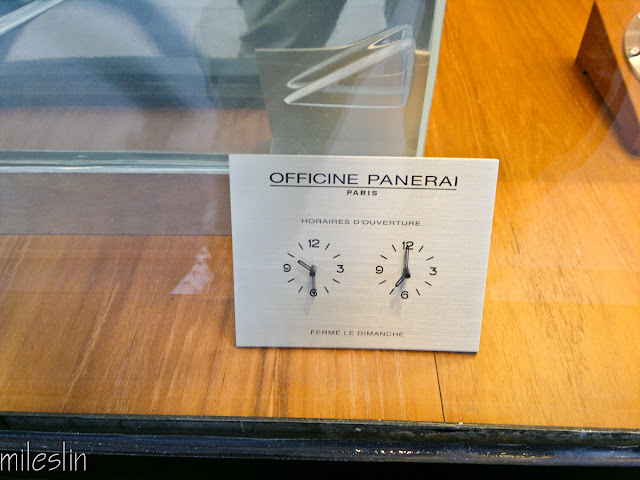 OFFICINE PANERAI
PARIS
HORAIRES D'OUVERTURE
12 12
9 3 9 3
6 6
FERMÉ LE DIMANCHE
mileslin